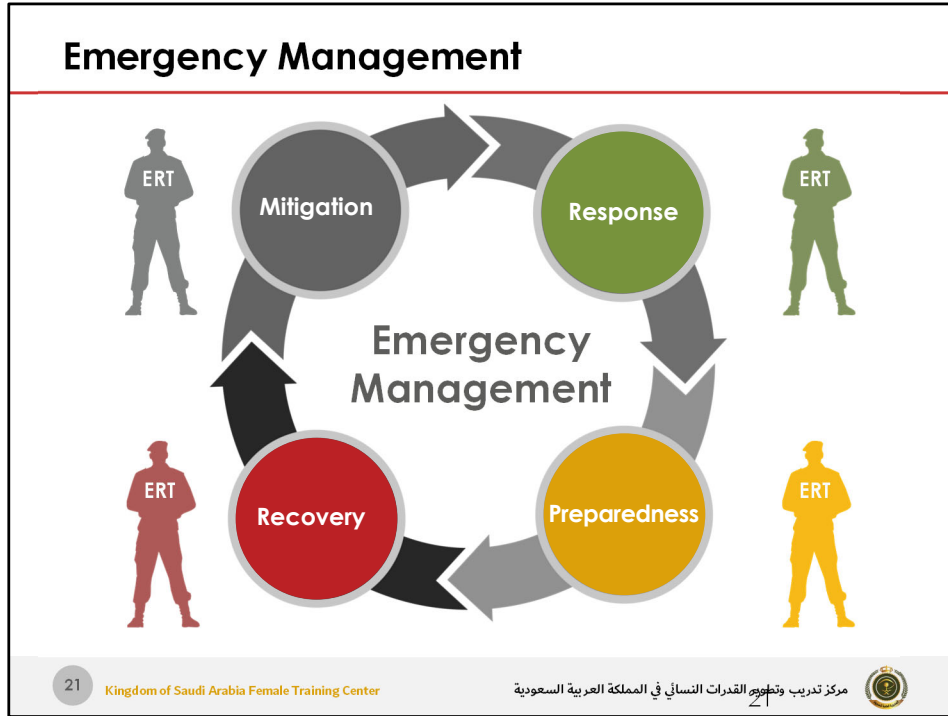 Emergency Management
ERT
Mitigation
Response
ERT
Emergency
Management
ERT
Recovery
Preparedness
ERT
21
Kingdom of Saudi Arabia Female Training Center
21
مركز تدريب وتطوير القدرات النسائي في المملكة العربية السعودية